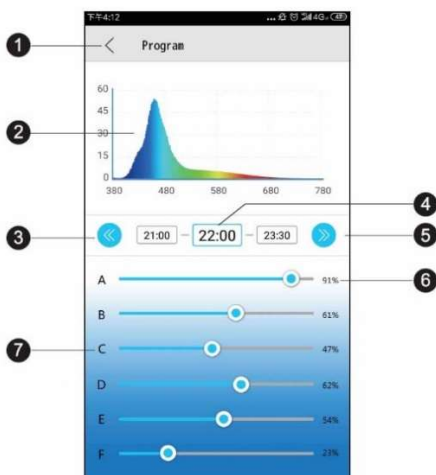 下午4:12 ... 4G
1 < Program
60
45
2 30
15
0
380 480 580 680 780
4
3 « 21:00 – 22:00 – 23:30 » 5
A 91% 6
B 61%
7 C 47%
D 62%
E 54%
F 23%